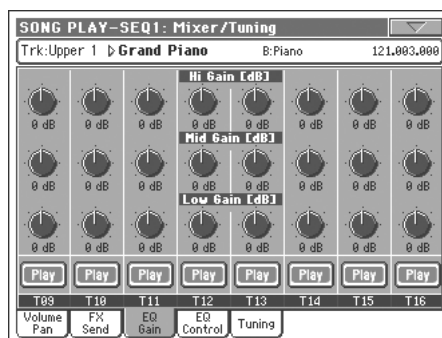 SONG PLAY-SEQ1: Mixer/Tuning
Trk:Upper 1 ▷Grand Piano B:Piano 121.003.000
Hi Gain [dB]
0 dB 0 dB 0 dB 0 dB 0 dB 0 dB 0 dB 0 dB
Mid Gain [dB]
0 dB 0 dB 0 dB 0 dB 0 dB 0 dB 0 dB 0 dB
Low Gain [dB]
0 dB 0 dB 0 dB 0 dB 0 dB 0 dB 0 dB 0 dB
Play Play Play Play Play Play Play Play
T09 T10 T11 T12 T13 T14 T15 T16
Volume FX EQ EQ Tuning
Pan Send Gain Control